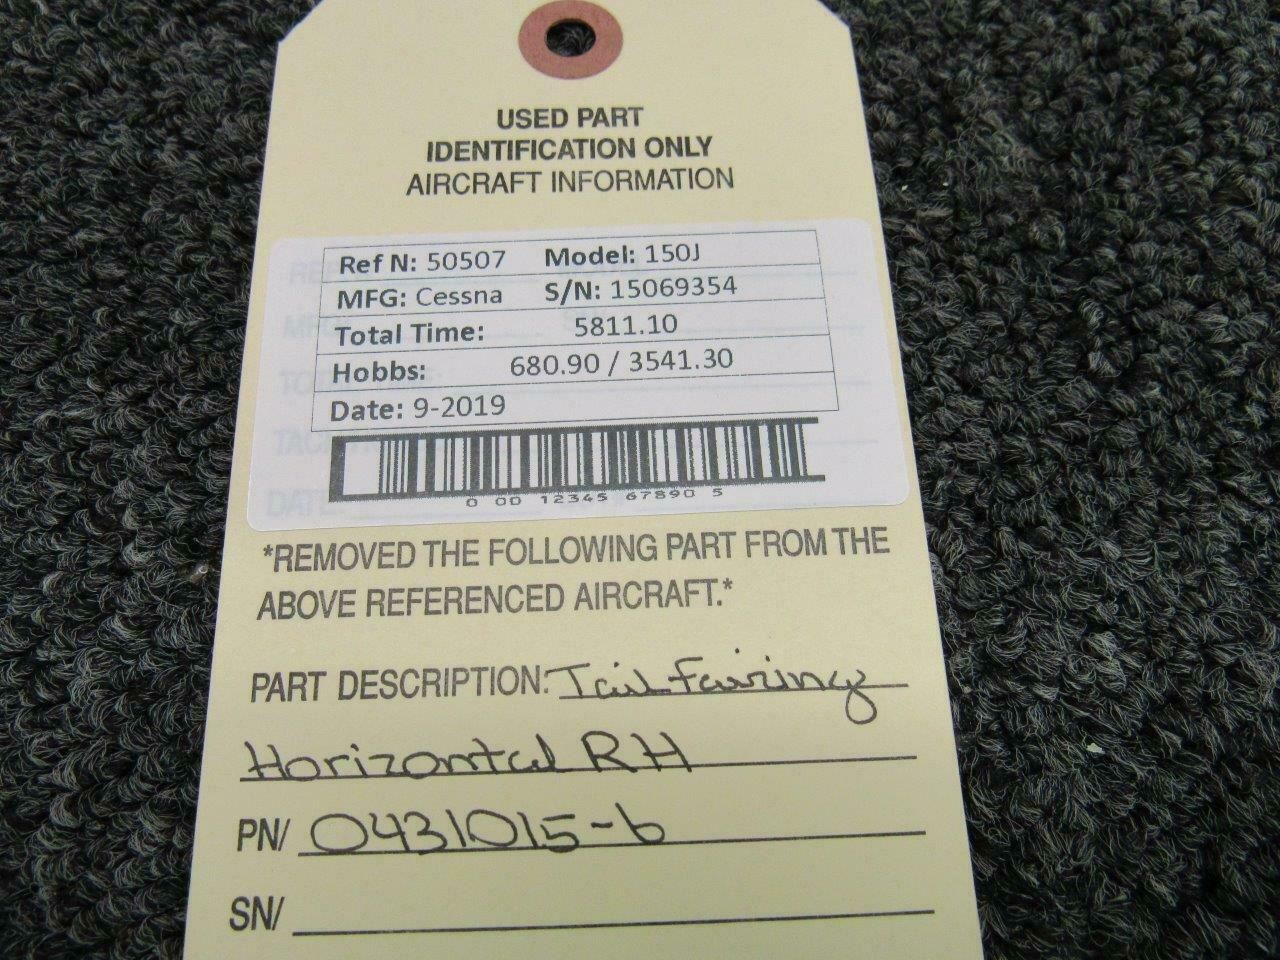 USED PART
IDENTIFICATION ONLY
AIRCRAFT INFORMATION
Ref N: 50507 Model: 150J
MFG: Cessna S/N: 15069354
Total Time: 5811.10
Hobbs: 680.90 / 3541.30
Date: 9-2019
0 00 12345 67890 5
*REMOVED THE FOLLOWING PART FROM THE
ABOVE REFERENCED AIRCRAFT.*
PART DESCRIPTION: Tail Fairing
Horizontal RH
PN/ 0431015-6
SN/